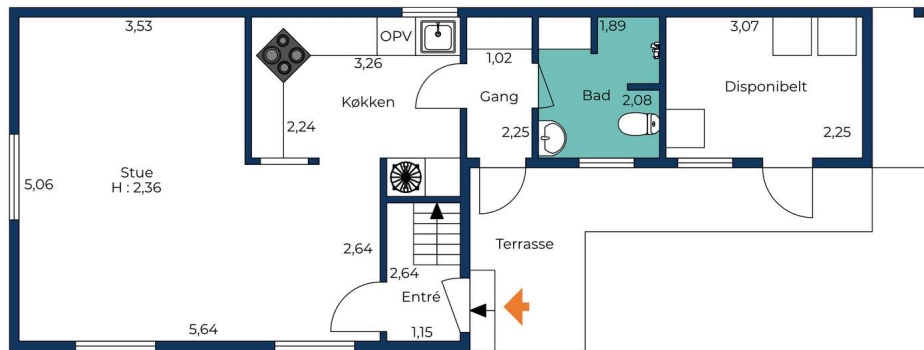 3,53
OPV
3,26
Køkken
2,24
1,02
Gang
2,25
1,89
Bad
2,08
3,07
Disponibelt
2,25
5,06
Stue
H : 2,36
2,64
2,64
Entré
1,15
5,64
Terrasse